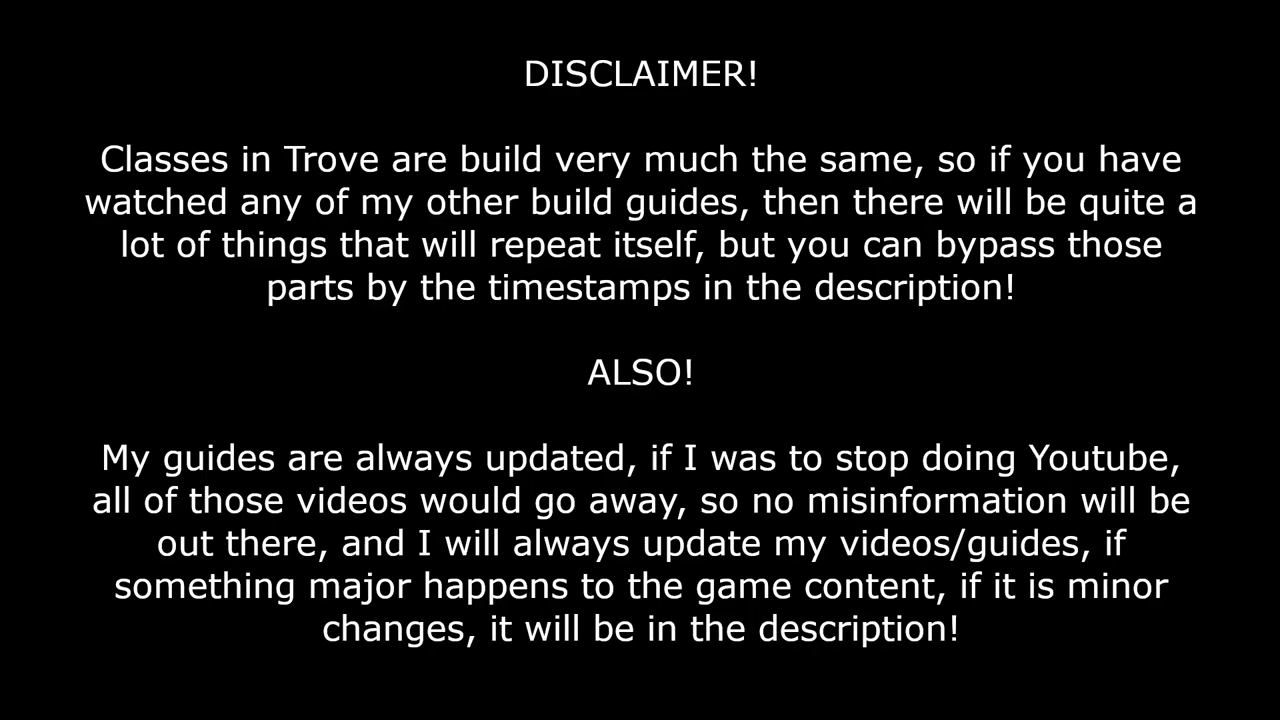 DISCLAIMER!
Classes in Trove are build very much the same, so if you have
watched any of my other build guides, then there will be quite a
lot of things that will repeat itself, but you can bypass those
parts by the timestamps in the description!
ALSO!
My guides are always updated, if I was to stop doing Youtube,
all of those videos would go away, so no misinformation will be
out there, and I will always update my videos/guides, if
something major happens to the game content, if it is minor
changes, it will be in the description!